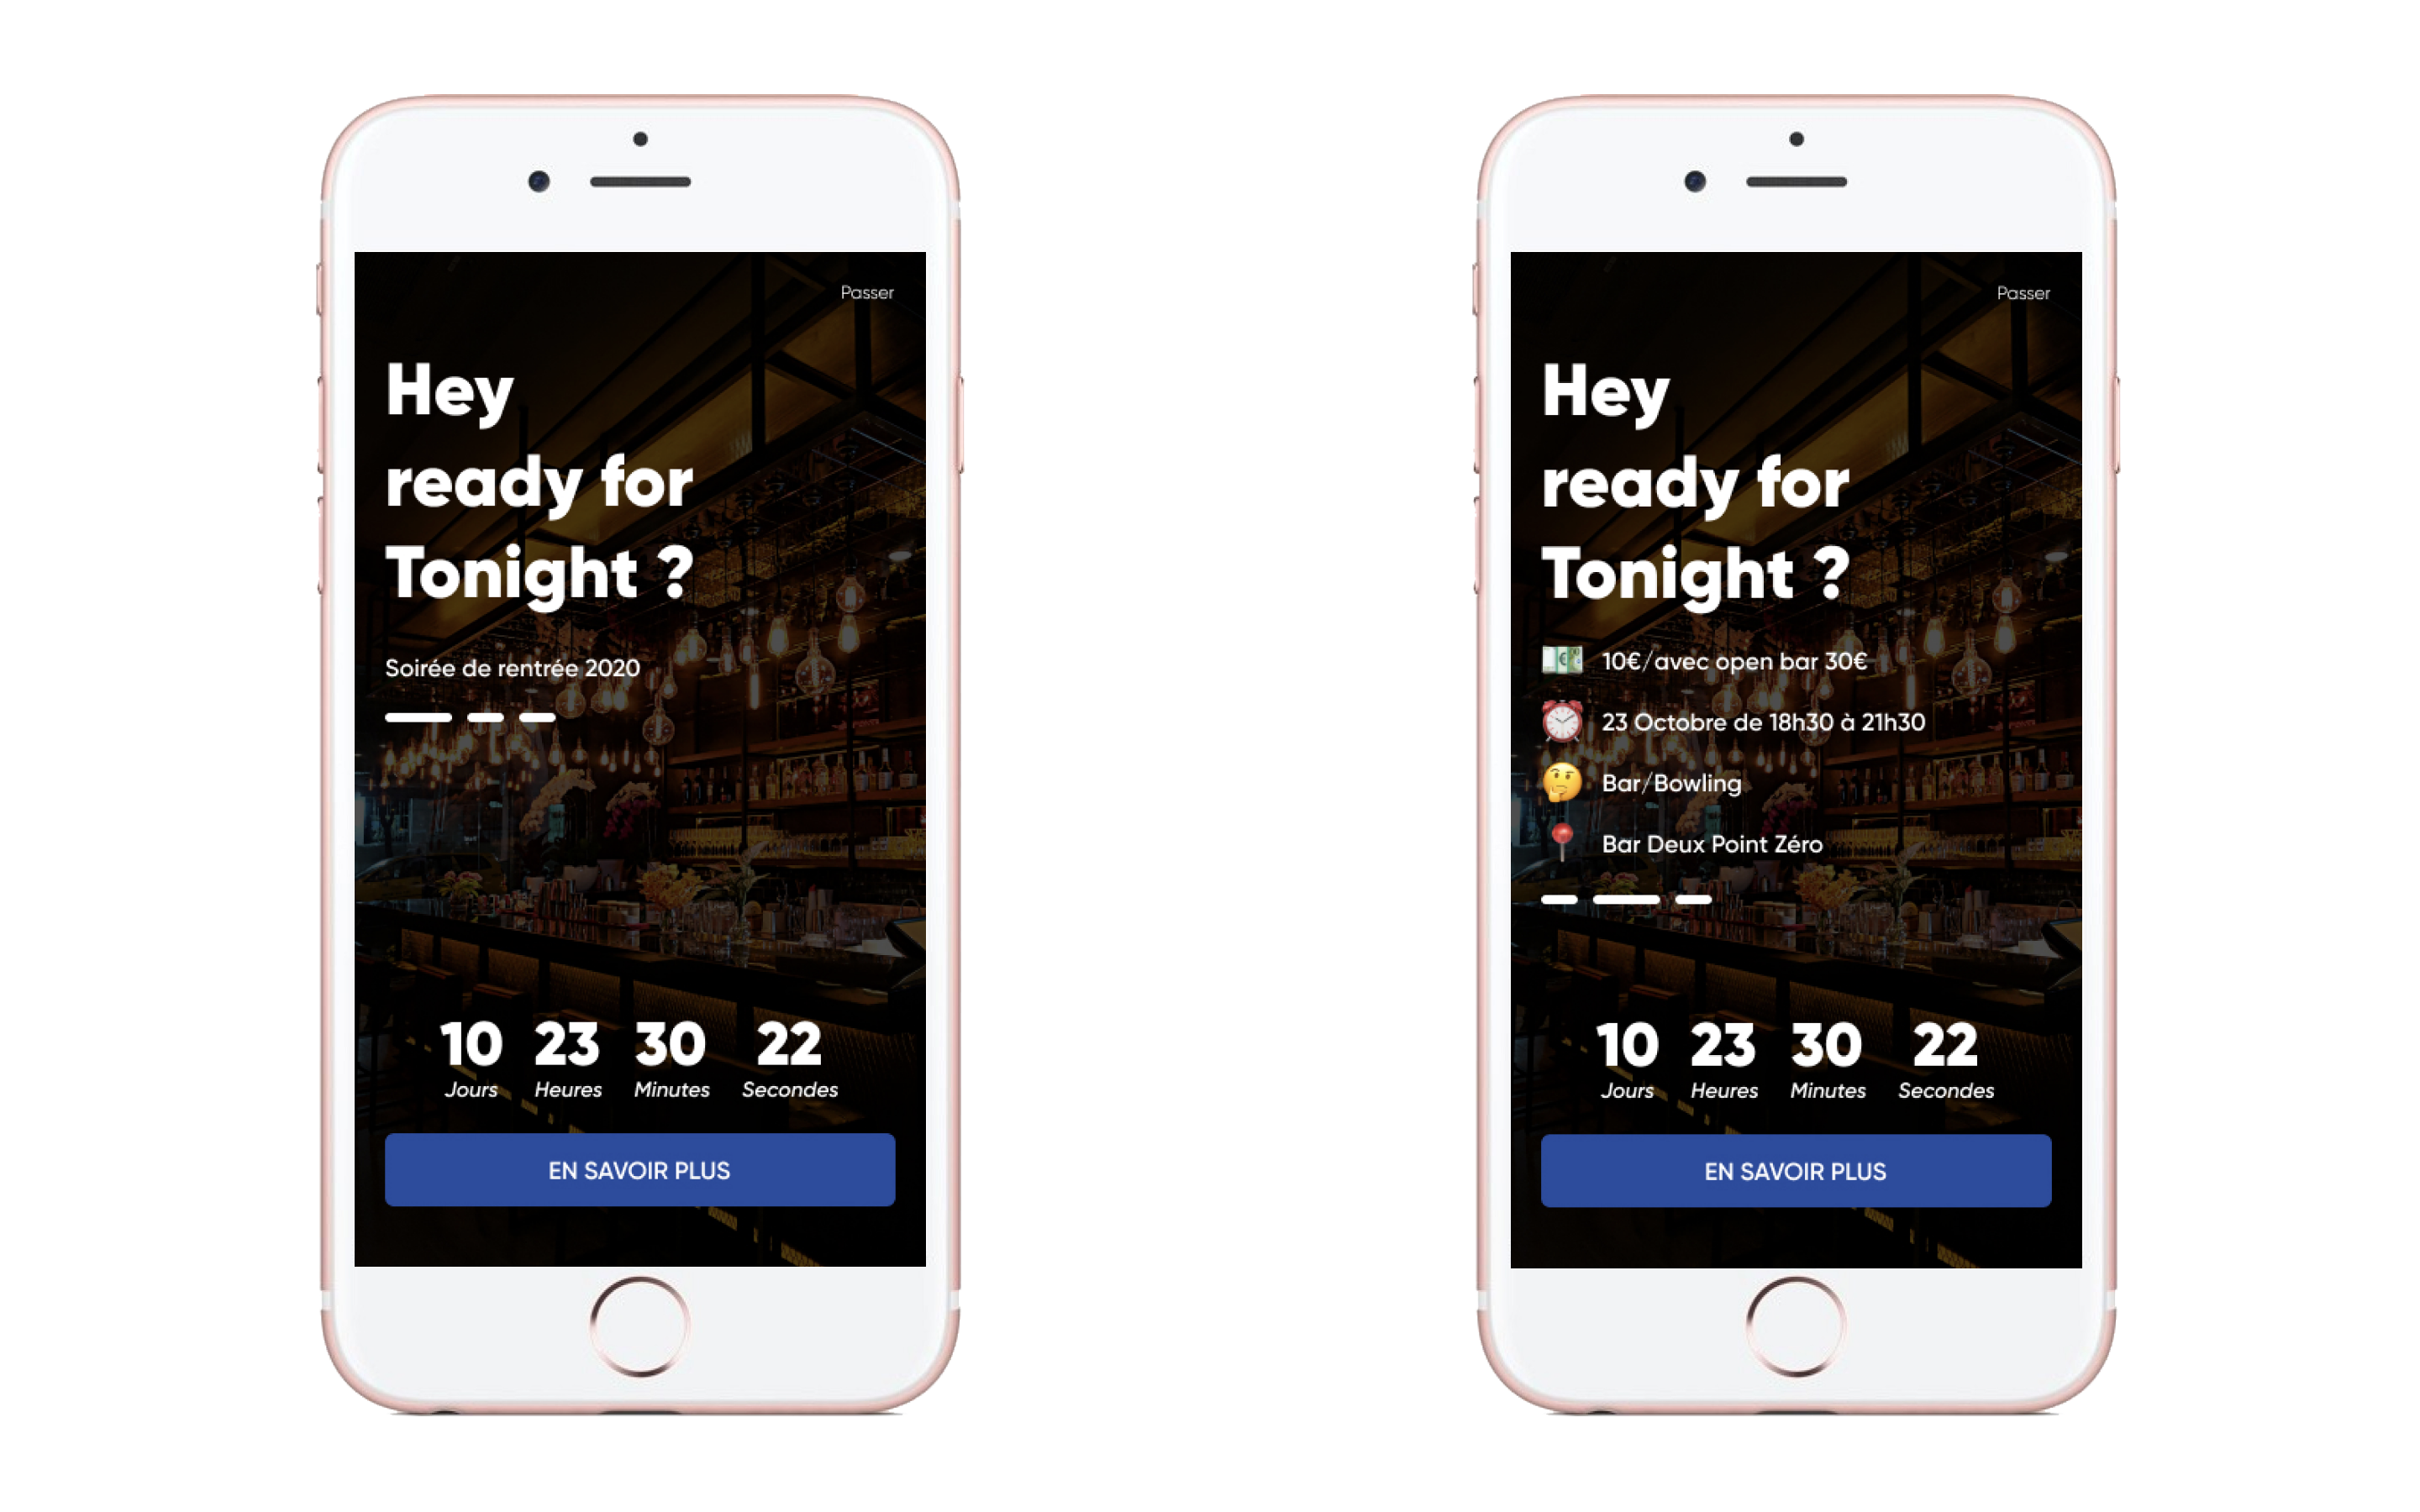 Passer
Hey
ready for
Tonight ?
Soirée de rentrée 2020
10 23 30 22
Jours Heures Minutes Secondes
EN SAVOIR PLUS
Passer
Hey
ready for
Tonight ?
10€/avec open bar 30€
23 Octobre de 18h30 à 21h30
Bar/Bowling
Bar Deux Point Zéro
10 23 30 22
Jours Heures Minutes Secondes
EN SAVOIR PLUS